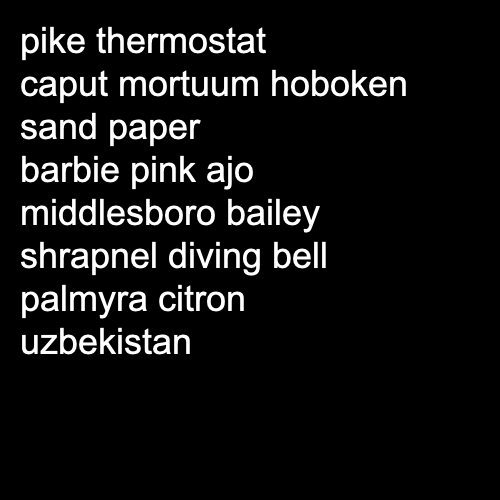 pike thermostat
caput mortuum hoboken
sand paper
barbie pink ajo
middlesboro bailey
shrapnel diving bell
palmyra citron
uzbekistan